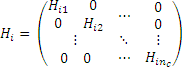 H_i = ( H_{i1} 0 ⋯ 0
0 H_{i2} 0
⋮ ⋱ ⋮
0 0 ⋯ H_{in_c} )